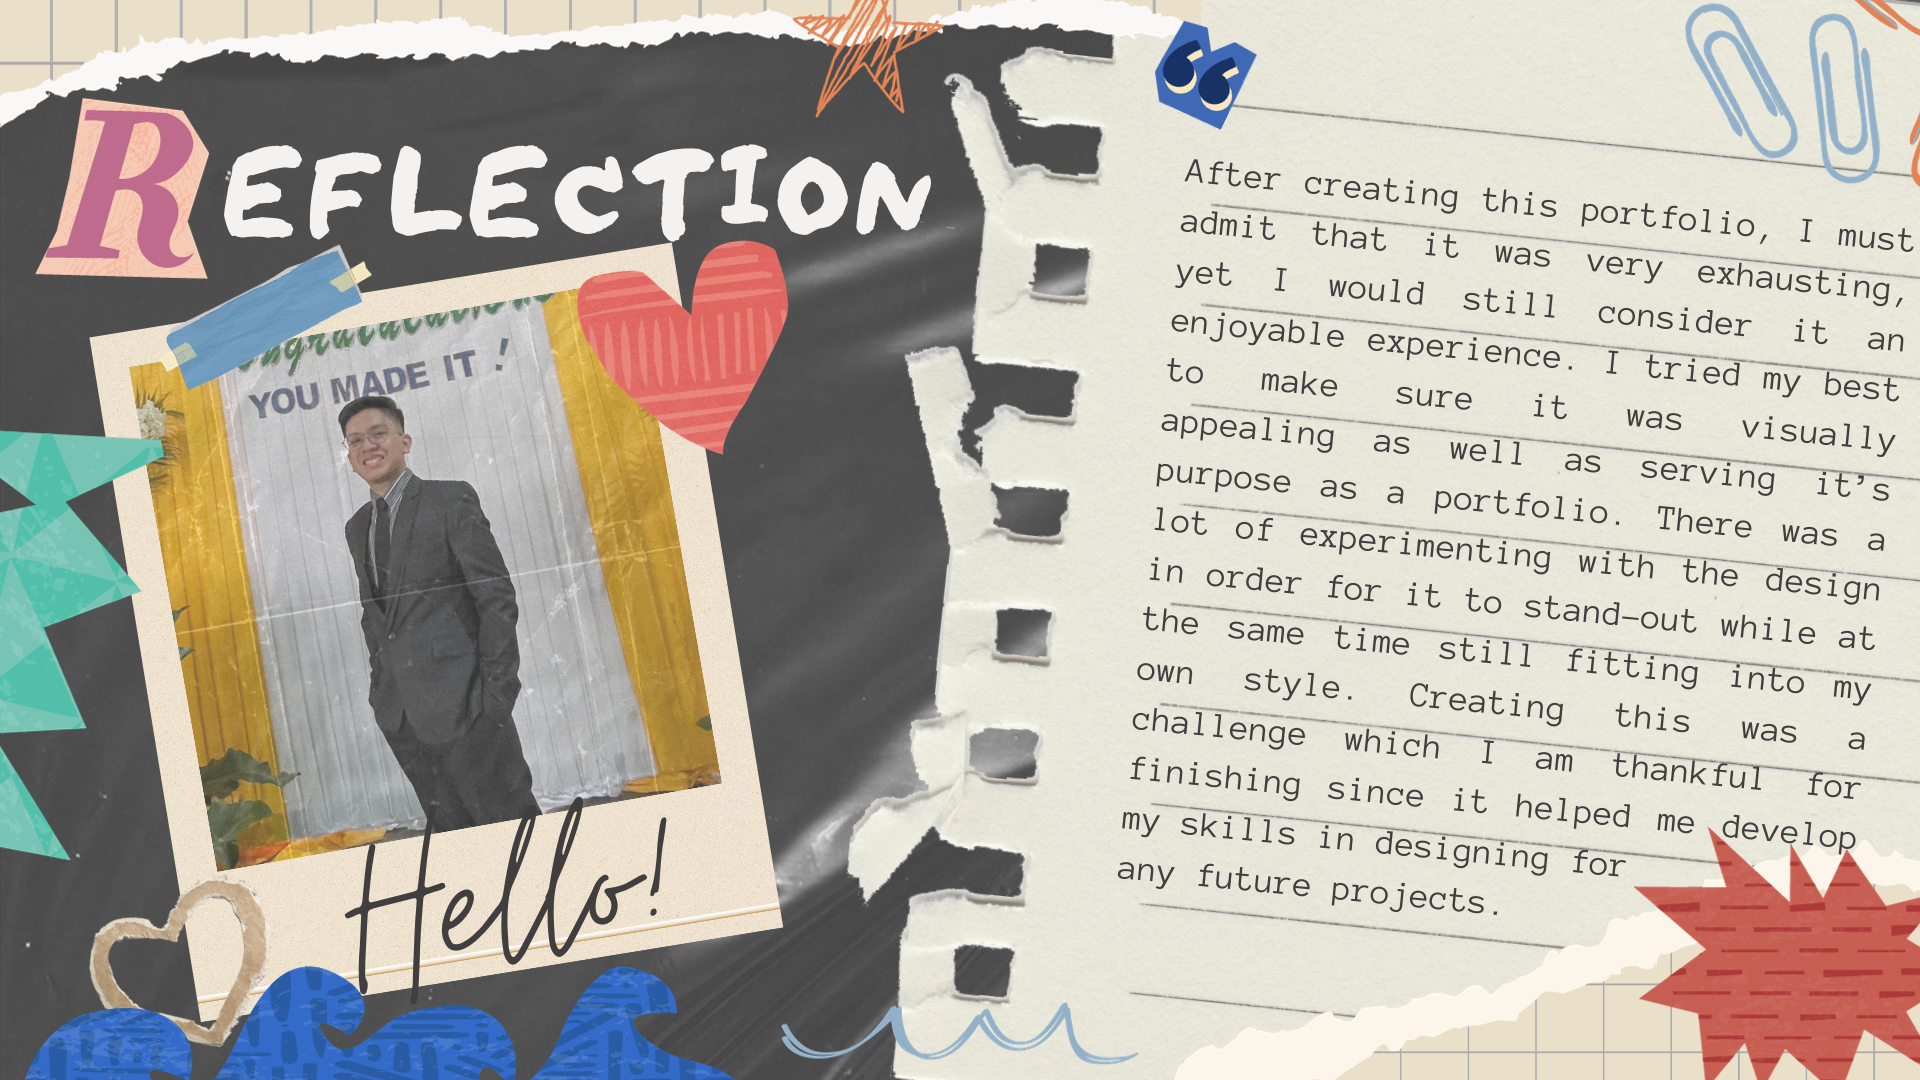 REFLECTION
YOU MADE IT !
Hello!
After creating this portfolio, I must
admit that it was very exhausting,
yet I would still consider it an
enjoyable experience. I tried my best
to make sure it was visually
appealing as well as serving it’s
purpose as a portfolio. There was a
lot of experimenting with the design
in order for it to stand-out while at
the same time still fitting into my
own style. Creating this was a
challenge which I am thankful for
finishing since it helped me develop
my skills in designing for
any future projects.